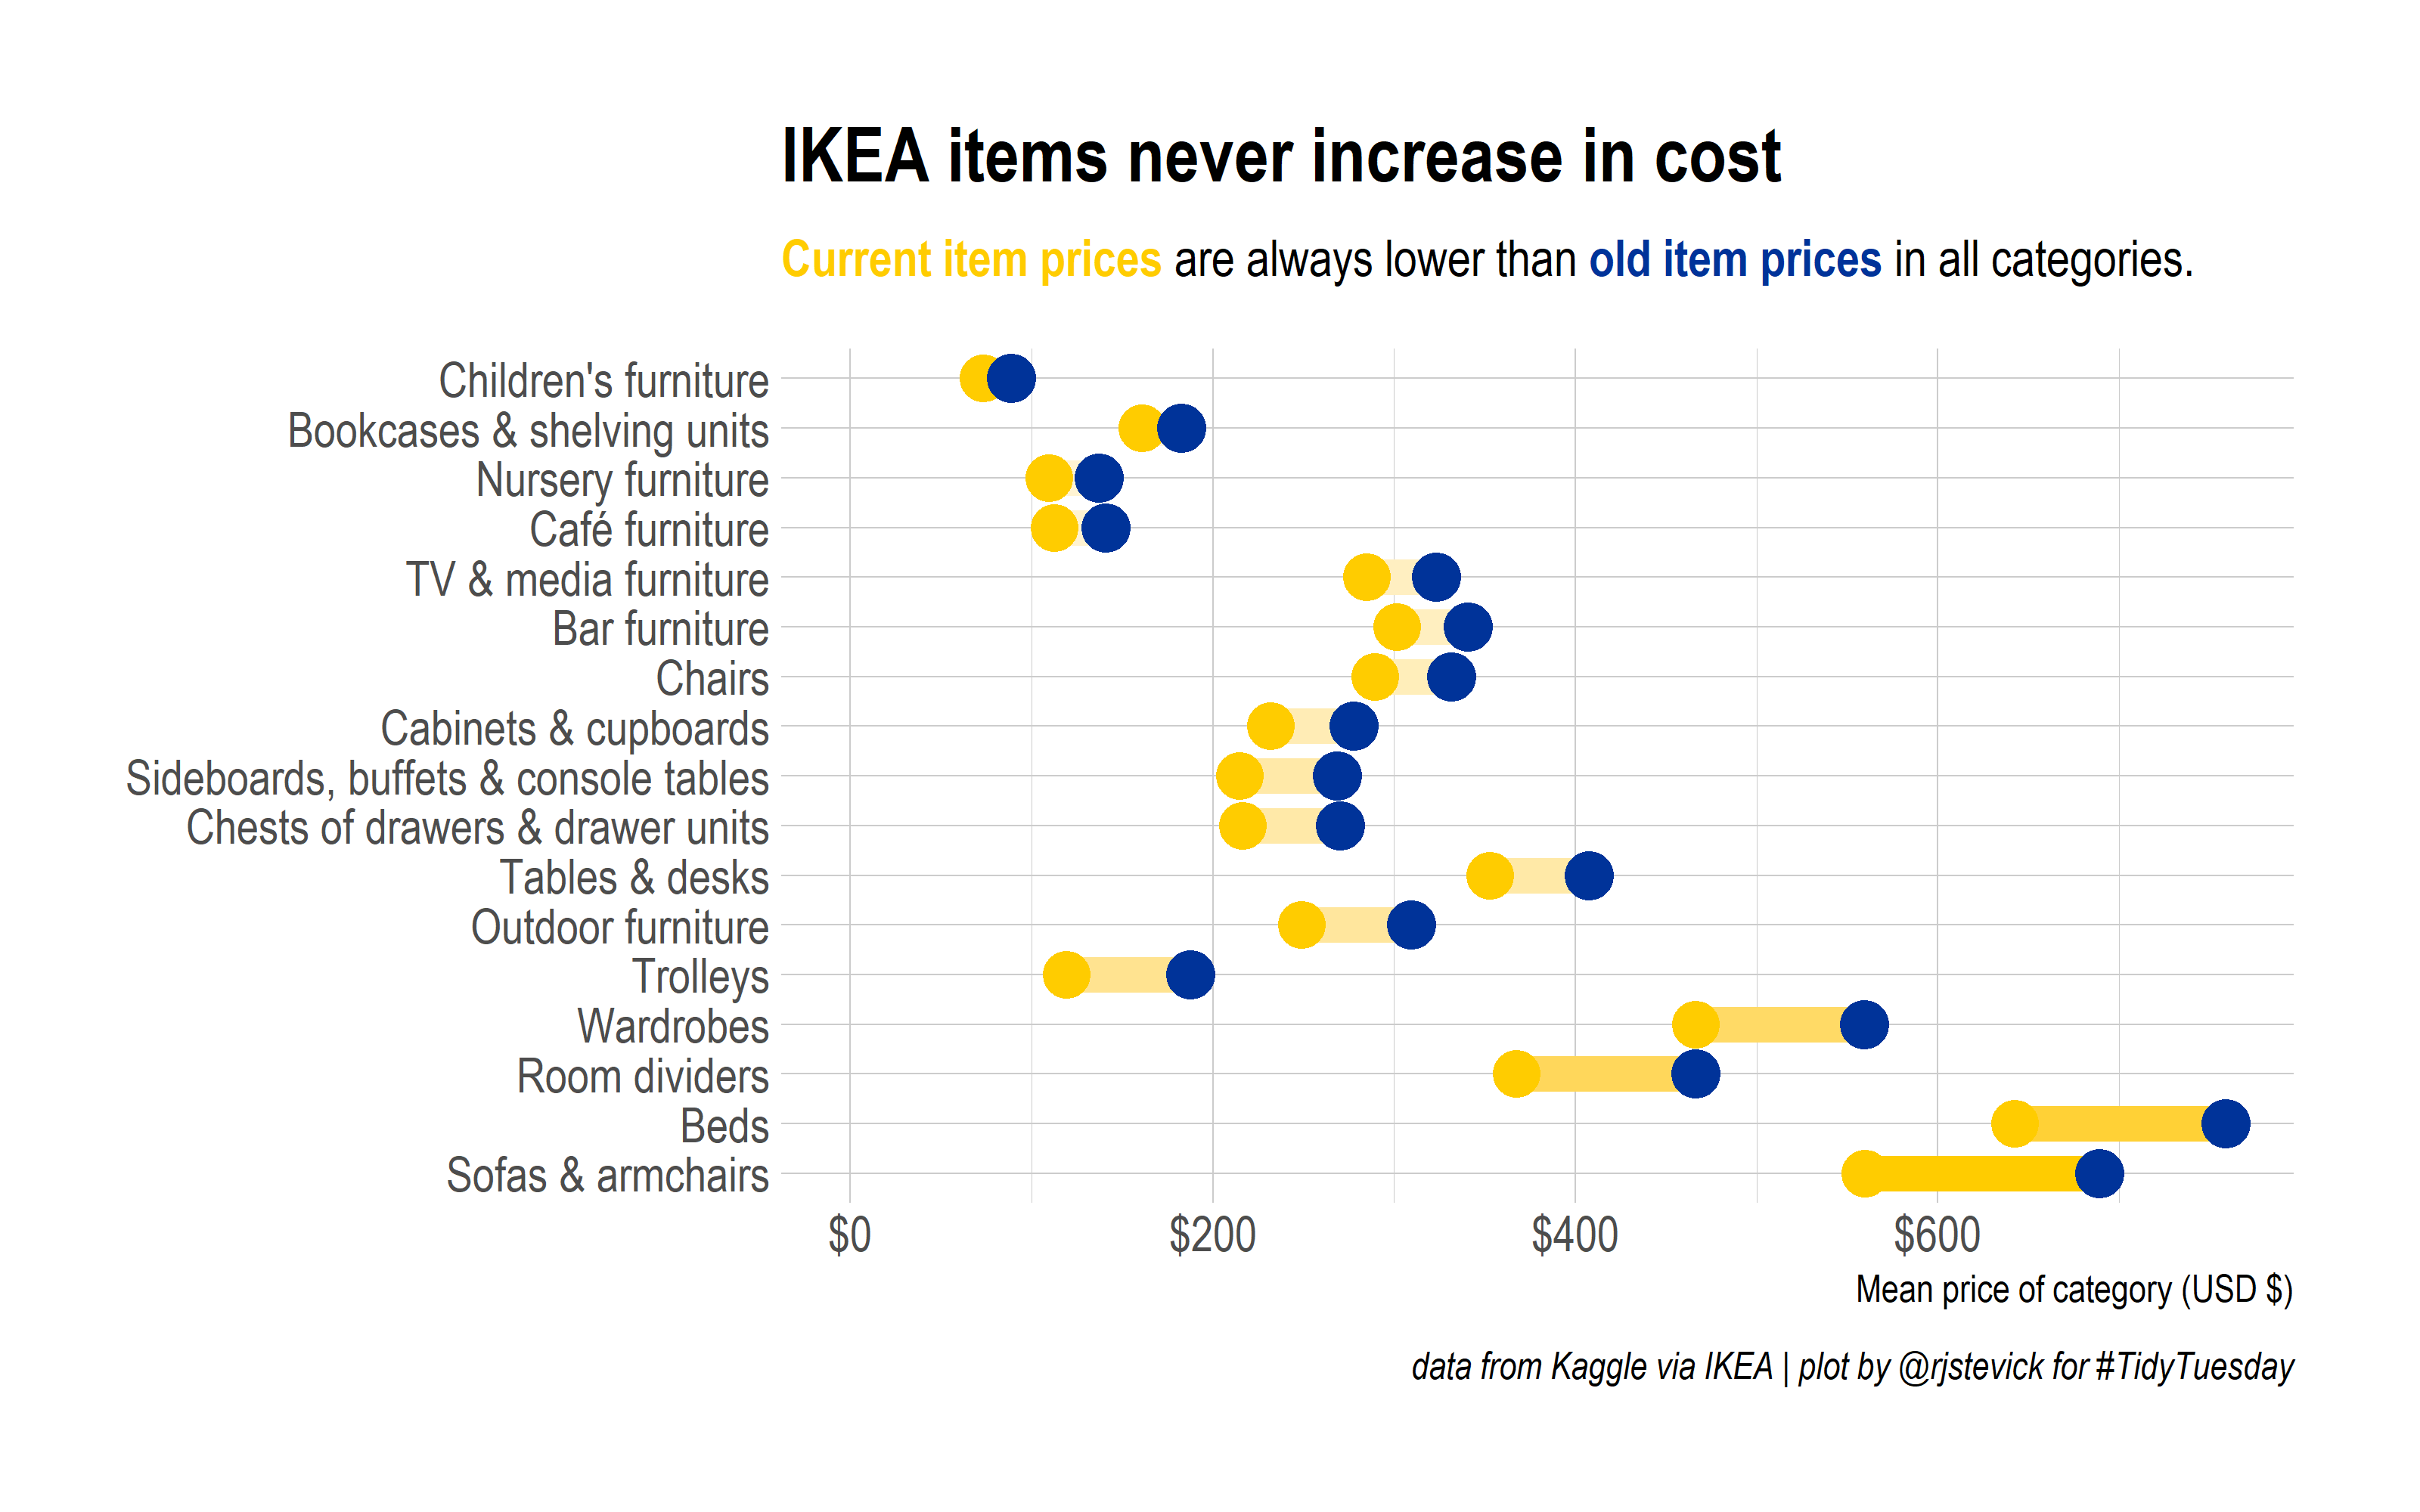 IKEA items never increase in cost
Current item prices are always lower than old item prices in all categories.
Children's furniture
Bookcases & shelving units
Nursery furniture
Café furniture
TV & media furniture
Bar furniture
Chairs
Cabinets & cupboards
Sideboards, buffets & console tables
Chests of drawers & drawer units
Tables & desks
Outdoor furniture
Trolleys
Wardrobes
Room dividers
Beds
Sofas & armchairs
$0 $200 $400 $600
Mean price of category (USD $)
data from Kaggle via IKEA | plot by @rjstevick for #TidyTuesday